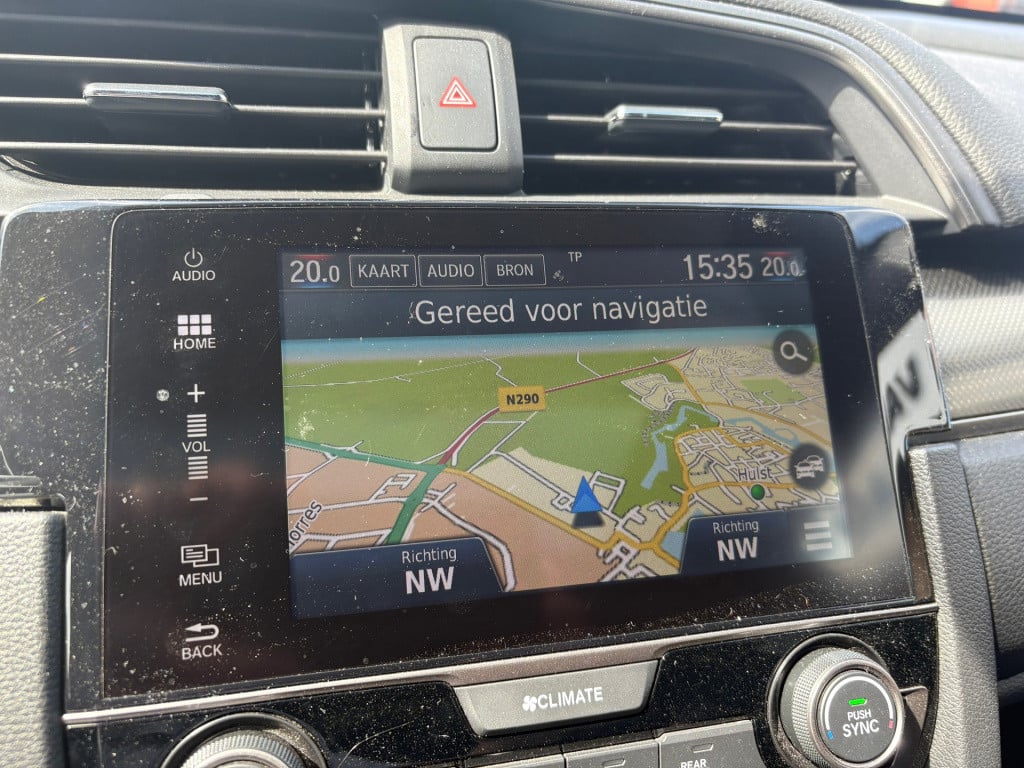 AUDIO
HOME
+
VOL
−
MENU
BACK
20.0 KAART AUDIO BRON TP 15:35 20.0
Gereed voor navigatie
N290
Hulst
Richting
NW
Richting
NW
CLIMATE
PUSH
SYNC
REAR